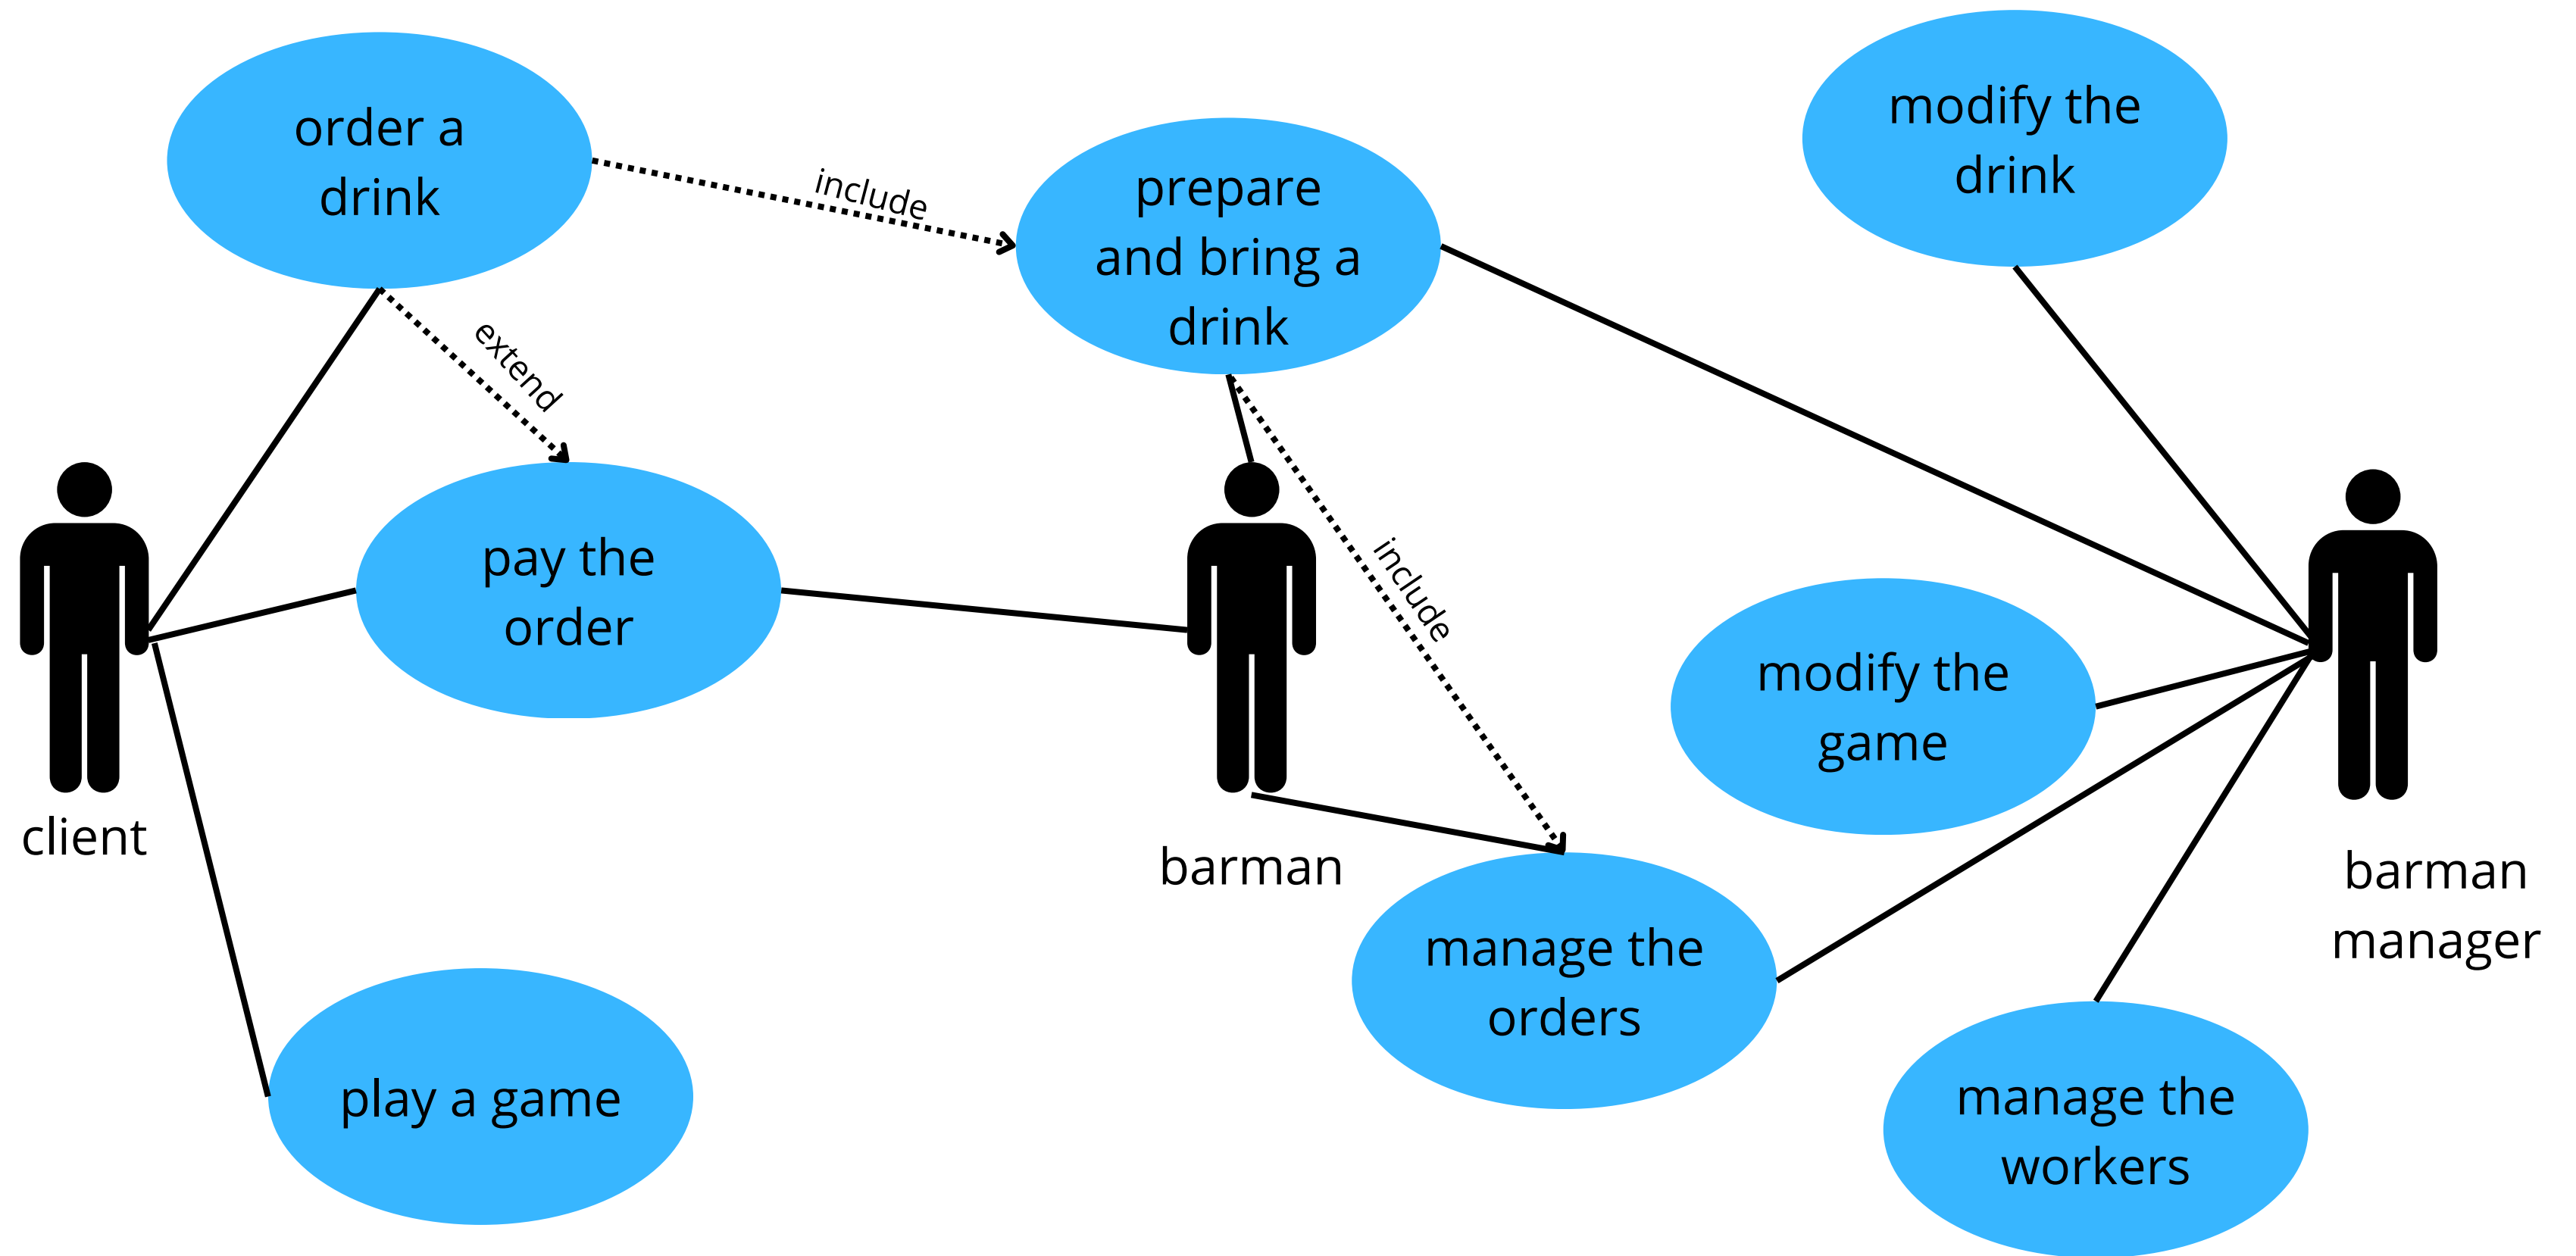 order a
drink
include
prepare
and bring a
drink
modify the
drink
extend
pay the
order
include
modify the
game
client
barman
barman
manager
manage the
orders
play a game
manage the
workers